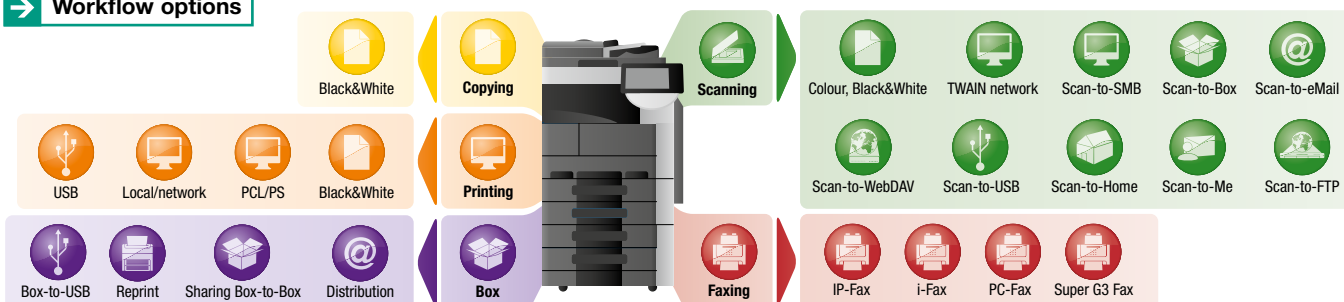 Workflow options
Black&White
Copying
Scanning
Colour, Black&White
TWAIN network
Scan-to-SMB
Scan-to-Box
Scan-to-eMail
USB
Local/network
PCL/PS
Black&White
Printing
Scan-to-WebDAV
Scan-to-USB
Scan-to-Home
Scan-to-Me
Scan-to-FTP
Box-to-USB
Reprint
Sharing Box-to-Box
Distribution
Box
Faxing
IP-Fax
i-Fax
PC-Fax
Super G3 Fax